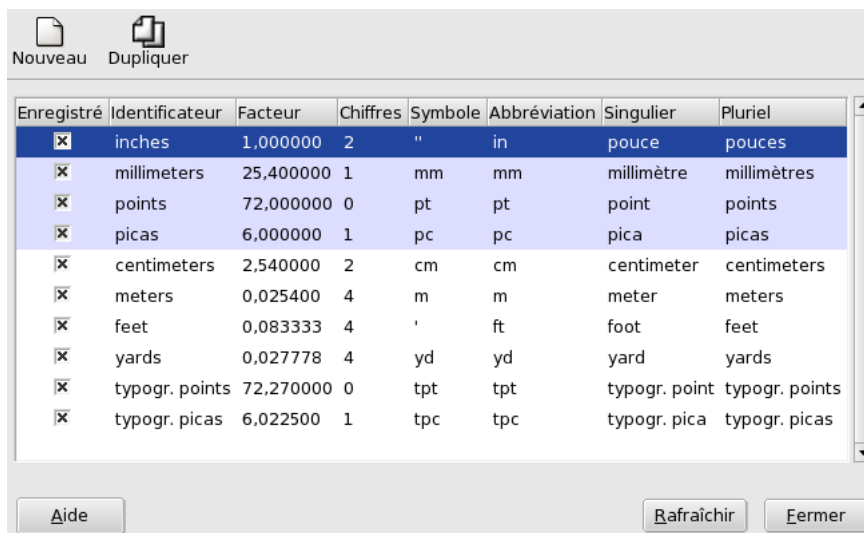 Nouveau Dupliquer
Enregistré Identificateur Facteur Chiffres Symbole Abbréviation Singulier Pluriel
inches 1,000000 2 " in pouce pouces
millimeters 25,400000 1 mm mm millimètre millimètres
points 72,000000 0 pt pt point points
picas 6,000000 1 pc pc pica picas
centimeters 2,540000 2 cm cm centimeter centimeters
meters 0,025400 4 m m meter meters
feet 0,083333 4 ' ft foot feet
yards 0,027778 4 yd yd yard yards
typogr. points 72,270000 0 tpt tpt typogr. point typogr. points
typogr. picas 6,022500 1 tpc tpc typogr. pica typogr. picas
Aide Rafraîchir Fermer